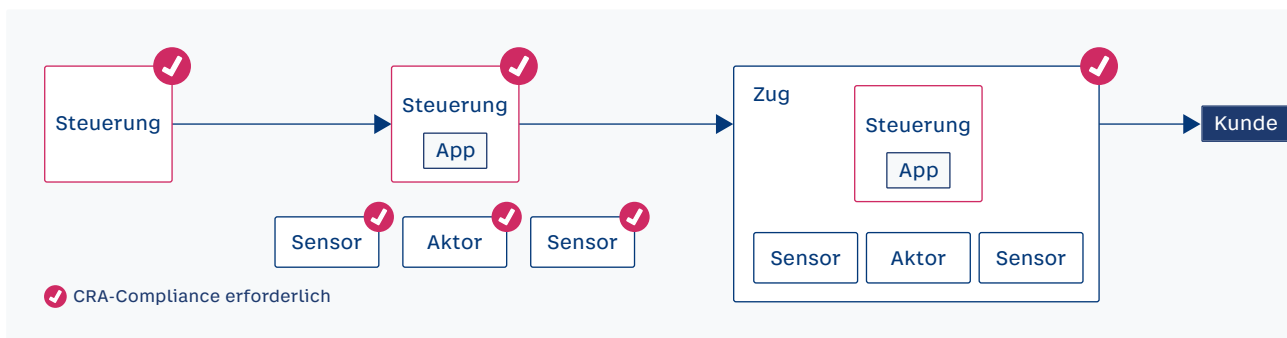 Steuerung
Steuerung
App
Sensor
Aktor
Sensor
Zug
Steuerung
App
Sensor
Aktor
Sensor
Kunde
CRA-Compliance erforderlich